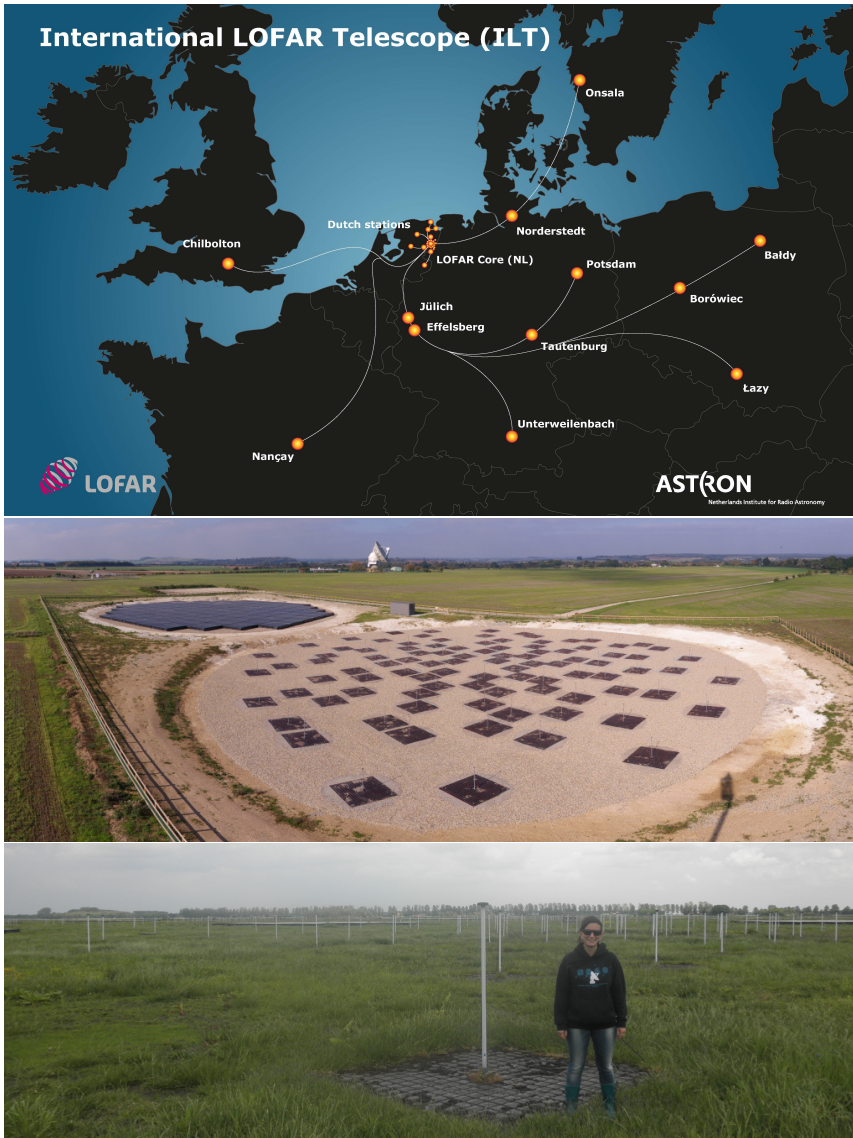 International LOFAR Telescope (ILT)
Onsala
Dutch stations
Norderstedt
Chilbolton
LOFAR Core (NL)
Bałdy
Potsdam
Borówiec
Jülich
Effelsberg
Tautenburg
Łazy
Unterweilenbach
Nançay
LOFAR
ASTRON
Netherlands Institute for Radio Astronomy